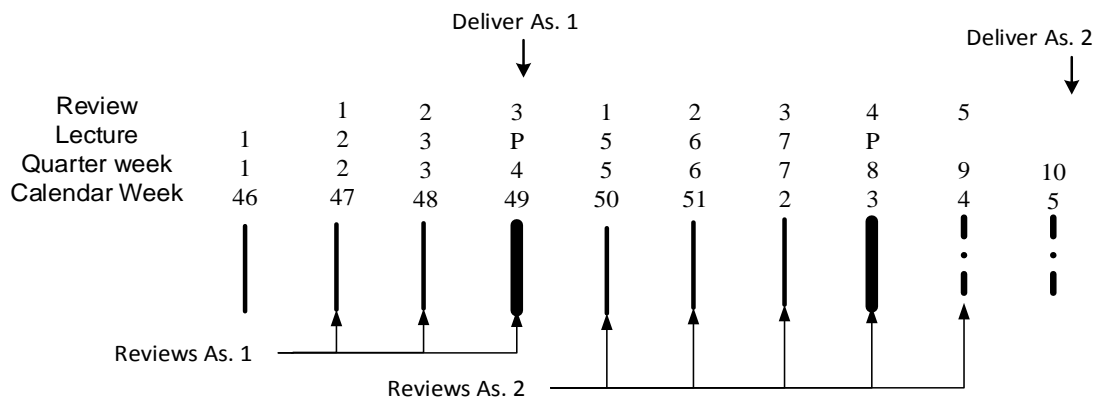 Deliver As. 1
Deliver As. 2
Review 1 2 3 1 2 3 4 5
Lecture 1 2 3 P 5 6 7 P
Quarter week 1 2 3 4 5 6 7 8 9 10
Calendar Week 46 47 48 49 50 51 2 3 4 5
Reviews As. 1
Reviews As. 2